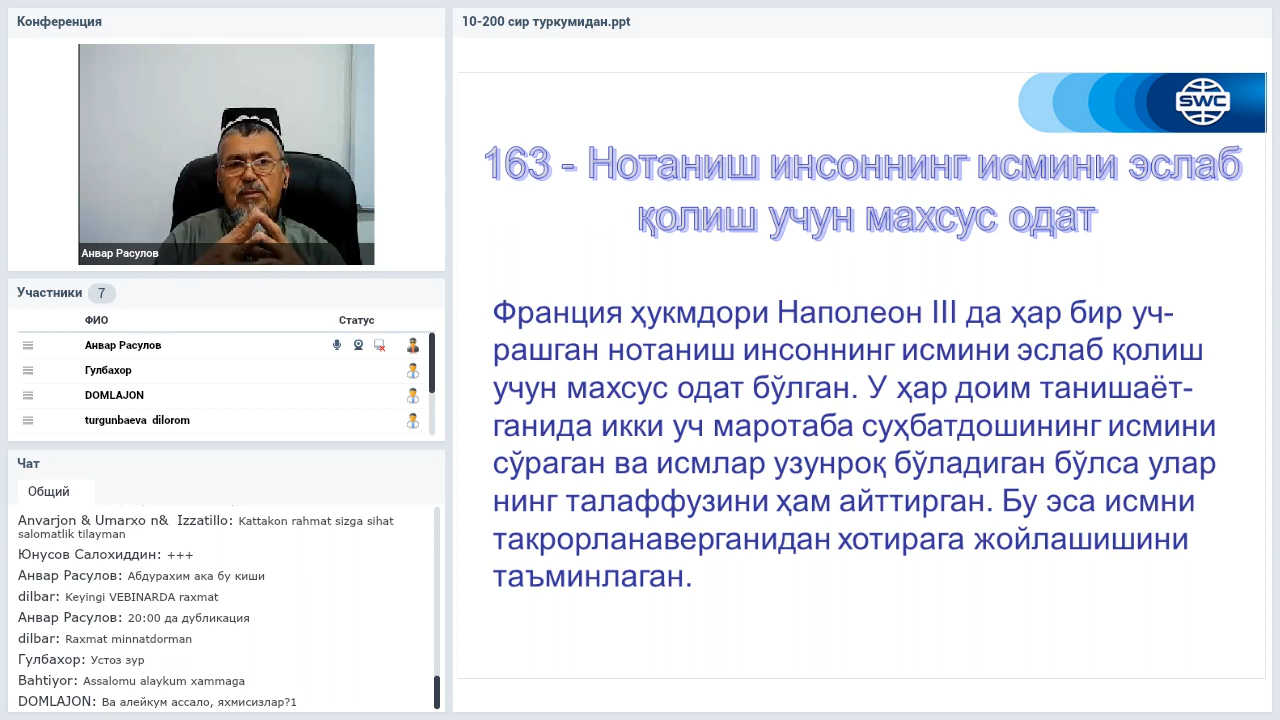 Конференция
Анвар Расулов
Участники 7
ФИО Статус
Анвар Расулов
Гулбахор
DOMLAJON
turgunbaeva dilorom
Чат
Общий
Anvarjon & Umarxo n& Izzatillo: Kattakon rahmat sizga sihat
salomatlik tilayman
Юнусов Салохиддин: +++
Анвар Расулов: Абдурахим ака бу киши
dilbar: Keyingi VEBINARDA raxmat
Анвар Расулов: 20:00 да дубликация
dilbar: Raxmat minnatdorman
Гулбахор: Устоз зур
Bahtiyor: Assalomu alaykum xammaga
DOMLAJON: Ва алейкум ассало, яхмисизлар?1
10-200 сир туркумидан.ppt
SWC
163 - Нотаниш инсоннинг исмини эслаб
қолиш учун махсус одат
Франция ҳукмдори Наполеон III да ҳар бир уч-
рашган нотаниш инсоннинг исмини эслаб қолиш
учун махсус одат бўлган. У ҳар доим танишаёт-
ганида икки уч маротаба суҳбатдошининг исмини
сўраган ва исмлар узунроқ бўладиган бўлса улар
нинг талаффузини ҳам айттирган. Бу эса исмни
такрорланаверганидан хотирага жойлашишини
таъминлаган.